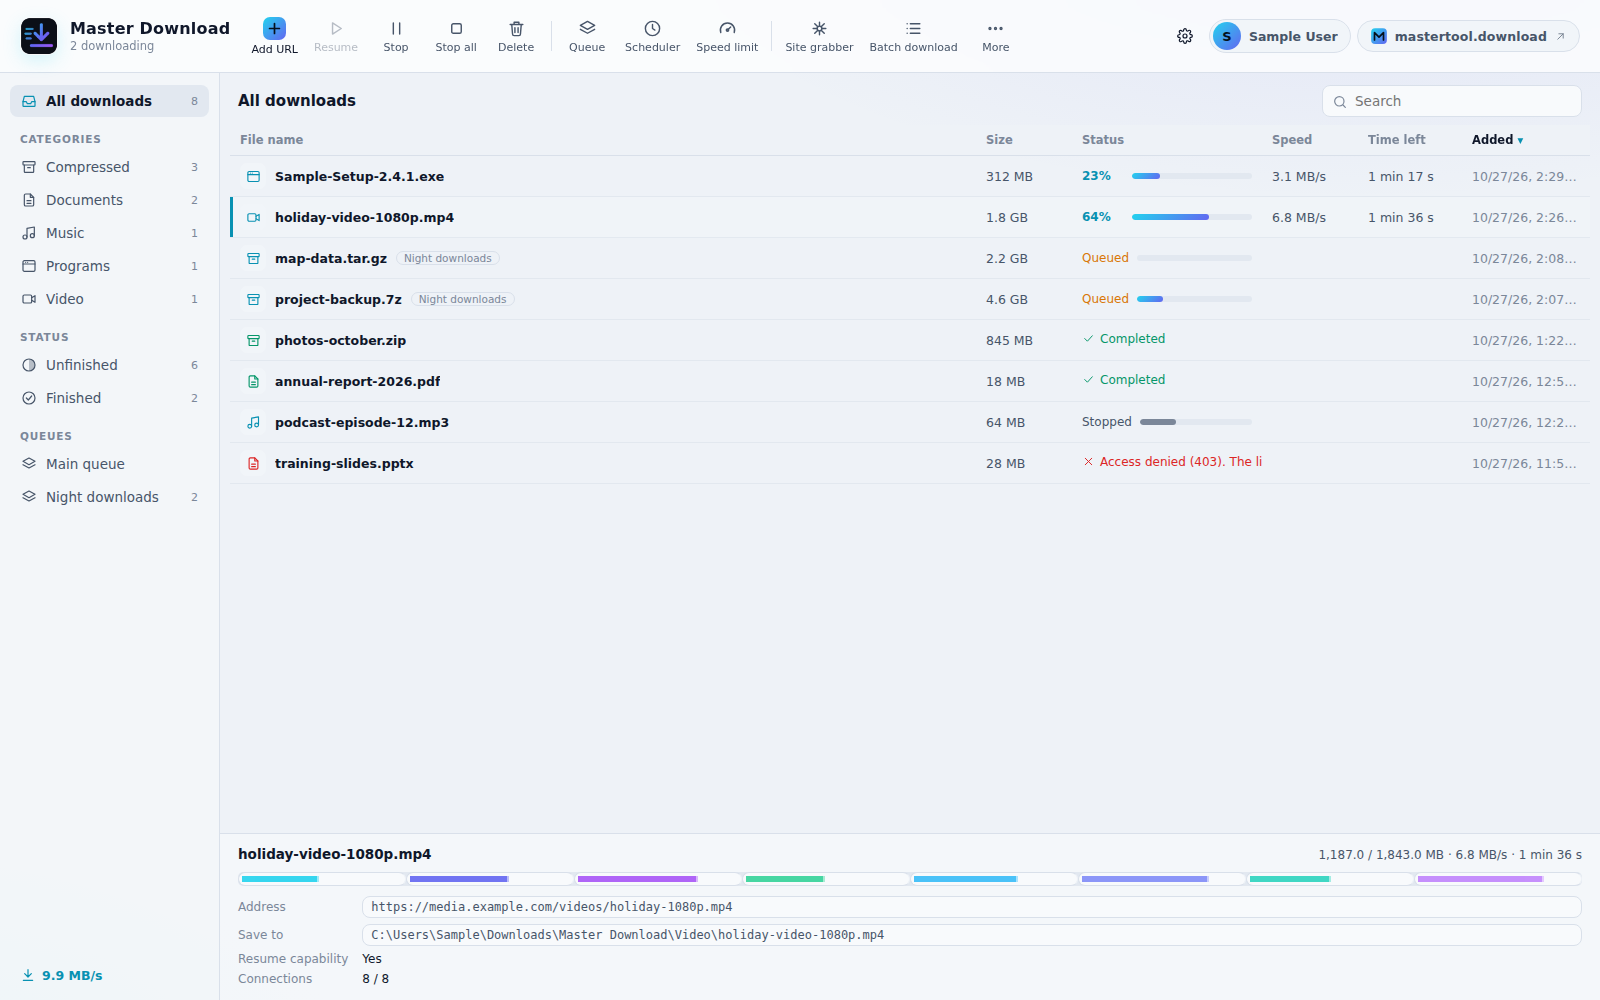 Master Download
2 downloading
Add URL
Resume
Stop
Stop all
Delete
Queue
Scheduler
Speed limit
Site grabber
Batch download
More
S
Sample User
M
mastertool.download
All downloads 8
CATEGORIES
Compressed 3
Documents 2
Music 1
Programs 1
Video 1
STATUS
Unfinished 6
Finished 2
QUEUES
Main queue
Night downloads 2
9.9 MB/s
All downloads
Search
File name Size Status Speed Time left Added ▾
Sample-Setup-2.4.1.exe 312 MB 23% 3.1 MB/s 1 min 17 s 10/27/26, 2:29...
holiday-video-1080p.mp4 1.8 GB 64% 6.8 MB/s 1 min 36 s 10/27/26, 2:26...
map-data.tar.gz Night downloads 2.2 GB Queued 10/27/26, 2:08...
project-backup.7z Night downloads 4.6 GB Queued 10/27/26, 2:07...
photos-october.zip 845 MB Completed 10/27/26, 1:22...
annual-report-2026.pdf 18 MB Completed 10/27/26, 12:5...
podcast-episode-12.mp3 64 MB Stopped 10/27/26, 12:2...
training-slides.pptx 28 MB Access denied (403). The li 10/27/26, 11:5...
holiday-video-1080p.mp4 1,187.0 / 1,843.0 MB · 6.8 MB/s · 1 min 36 s
Address https://media.example.com/videos/holiday-1080p.mp4
Save to C:\Users\Sample\Downloads\Master Download\Video\holiday-video-1080p.mp4
Resume capability Yes
Connections 8 / 8